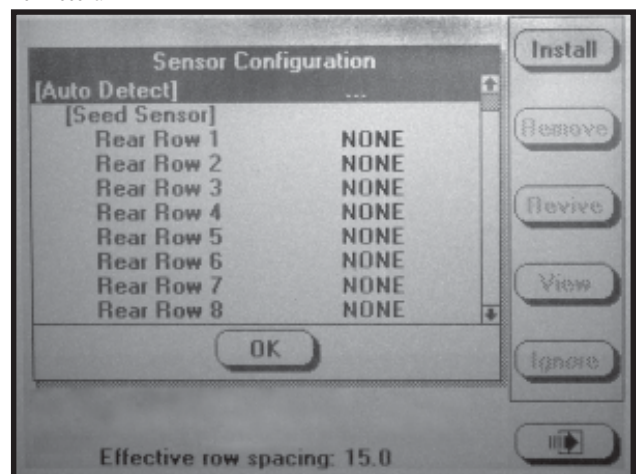 Sensor Configuration
[Auto Detect] ...
[Seed Sensor]
Rear Row 1 NONE
Rear Row 2 NONE
Rear Row 3 NONE
Rear Row 4 NONE
Rear Row 5 NONE
Rear Row 6 NONE
Rear Row 7 NONE
Rear Row 8 NONE
OK
Effective row spacing: 15.0
Install
Remove
Revive
View
Ignore